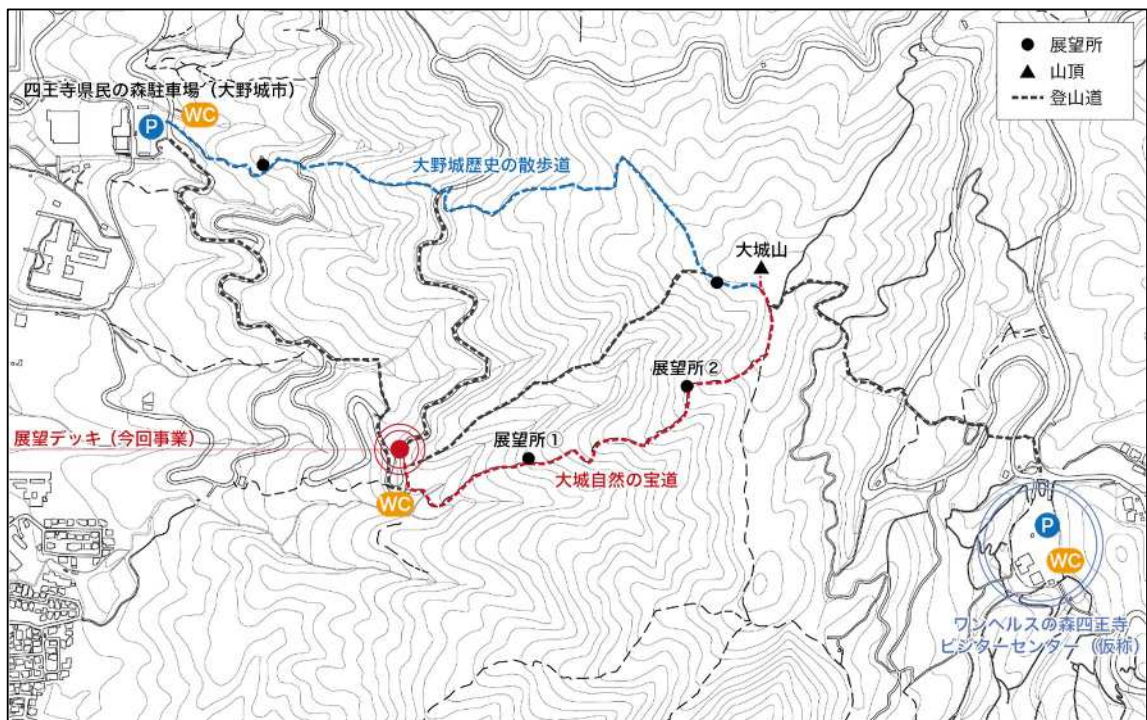 展望所
山頂
登山道
四王寺県民の森駐車場（大野城市）
WC
P
大野城歴史の散歩道
大城山
展望所②
展望デッキ（今回事業）
展望所①
大城自然の宝道
WC
P
WC
ワンヘルスの森四王寺
ビジターセンター（仮称）